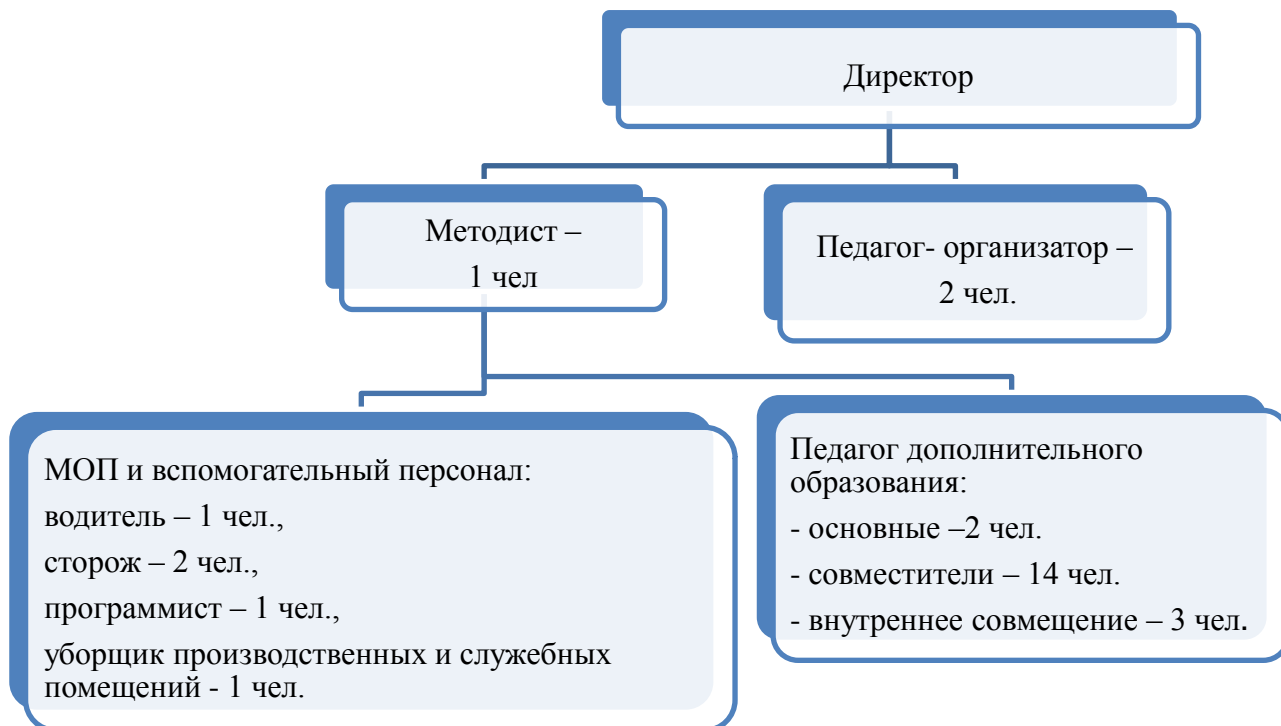 Директор
Методист –
1 чел
Педагог- организатор –
2 чел.
МОП и вспомогательный персонал:
водитель – 1 чел.,
сторож – 2 чел.,
программист – 1 чел.,
уборщик производственных и служебных
помещений - 1 чел.
Педагог дополнительного
образования:
- основные –2 чел.
- совместители – 14 чел.
- внутреннее совмещение – 3 чел.